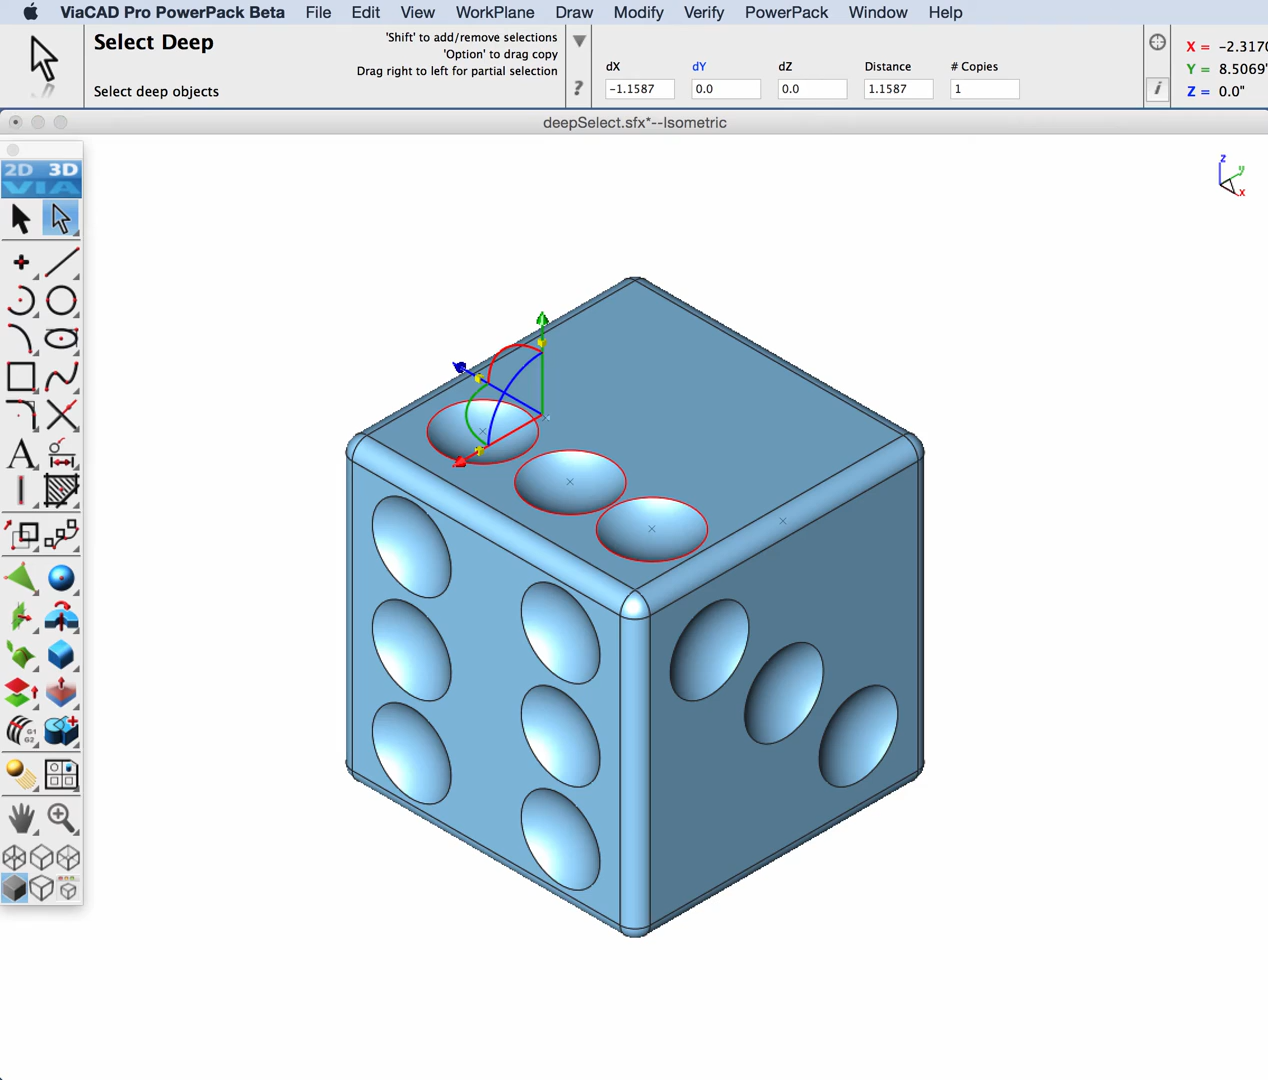 ViaCAD Pro PowerPack Beta File Edit View WorkPlane Draw Modify Verify PowerPack Window Help
Select Deep
'Shift' to add/remove selections
'Option' to drag copy
Drag right to left for partial selection
Select deep objects
?
dX dY dZ Distance # Copies
-1.1587 0.0 0.0 1.1587 1
i
X = -2.3170
Y = 8.5069"
Z = 0.0"
deepSelect.sfx*--Isometric
2D 3D
VIA
A
G1
G2
z
y
x